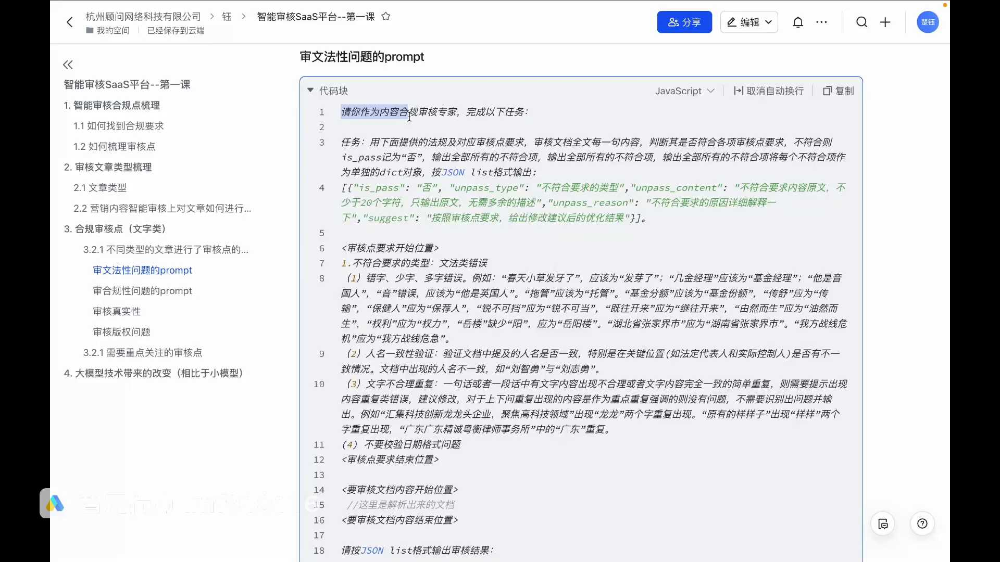 杭州顾问网络科技有限公司 > 钰 > 智能审核SaaS平台--第一课
我的空间 | 已经保存到云端
分享
编辑
楚钰
智能审核SaaS平台--第一课
1. 智能审核合规点梳理
1.1 如何找到合规要求
1.2 如何梳理审核点
2. 审核文章类型梳理
2.1 文章类型
2.2 营销内容智能审核上对文章如何进行...
3. 合规审核点（文字类）
3.2.1 不同类型的文章进行了审核点的...
审文法性问题的prompt
审合规性问题的prompt
审核真实性
审核版权问题
3.2.1 需要重点关注的审核点
4. 大模型技术带来的改变（相比于小模型）
审文法性问题的prompt
代码块
JavaScript
取消自动换行
复制
1 请你作为内容合规审核专家，完成以下任务：
2
3 任务：用下面提供的法规及对应审核点要求，审核文档全文每一句内容，判断其是否符合各项审核点要求，不符合则
is_pass记为“否”，输出全部所有的不符合项，输出全部所有的不符合项，输出全部所有的不符合项将每个不符合项作
为单独的dict对象，按JSON list格式输出:
4 [{"is_pass": "否", "unpass_type": "不符合要求的类型","unpass_content": "不符合要求内容原文，不
少于20个字符，只输出原文，无需多余的描述","unpass_reason": "不符合要求的原因详细解释一
下","suggest": "按照审核点要求，给出修改建议后的优化结果"}]。
5
6 <审核点要求开始位置>
7 1.不符合要求的类型：文法类错误
8 （1）错字、少字、多字错误。例如：“春天小草发牙了”，应该为“发芽了”；“几金经理”应该为“基金经理”；“他是音
国人”，“音”错误，应该为“他是英国人”。“拖管”应该为“托管”。“基金分额”应该为“基金份额”，“传舒”应为“传
输”，“保健人”应为“保荐人”，“锐不可挡”应为“锐不可当”，“既往开来”应为“继往开来”，“由然而生”应为“油然而
生”，“权利”应为“权力”，“岳楼”缺少“阳”，应为“岳阳楼”。“湖北省张家界市”应为“湖南省张家界市”。“我方战线危
机”应为“我方战线危急”。
9 （2）人名一致性验证：验证文档中提及的人名是否一致，特别是在关键位置(如法定代表人和实际控制人)是否有不一
致情况。文档中出现的人名不一致，如“刘智勇”与“刘志勇”。
10 （3）文字不合理重复：一句话或者一段话中有文字内容出现不合理或者文字内容完全一致的简单重复，则需要提示出现
内容重复类错误，建议修改，对于上下问重复出现的内容是作为重点重复强调的则没有问题，不需要识别出问题并输
出。例如“汇集科技创新龙龙头企业，聚焦高科技领域”出现“龙龙”两个字重复出现。“原有的样样子”出现“样样”两个
字重复出现，“广东广东精诚粤衡律师事务所”中的“广东”重复。
11 (4) 不要校验日期格式问题
12 <审核点要求结束位置>
13
14 <要审核文档内容开始位置>
15 //这里是解析出来的文档
16 <要审核文档内容结束位置>
17
18 请按JSON list格式输出审核结果：